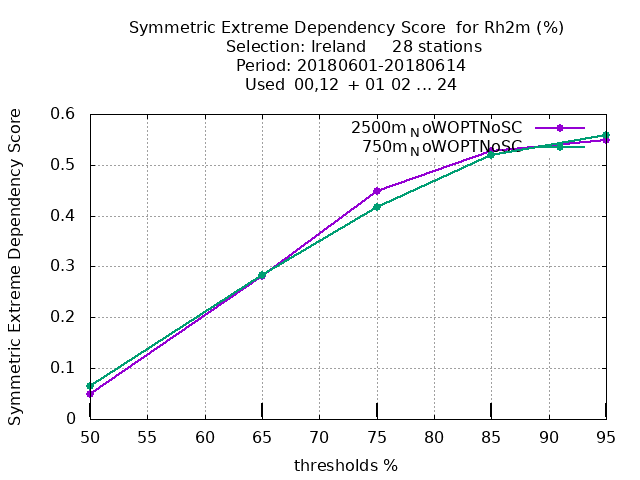 Symmetric Extreme Dependency Score for Rh2m (%)
Selection: Ireland 28 stations
Period: 20180601-20180614
Used 00,12 + 01 02 ... 24
Symmetric Extreme Dependency Score
0.6
0.5
0.4
0.3
0.2
0.1
0
2500mNoWOPTNoSC
750mNoWOPTNoSC
50 55 60 65 70 75 80 85 90 95
thresholds %